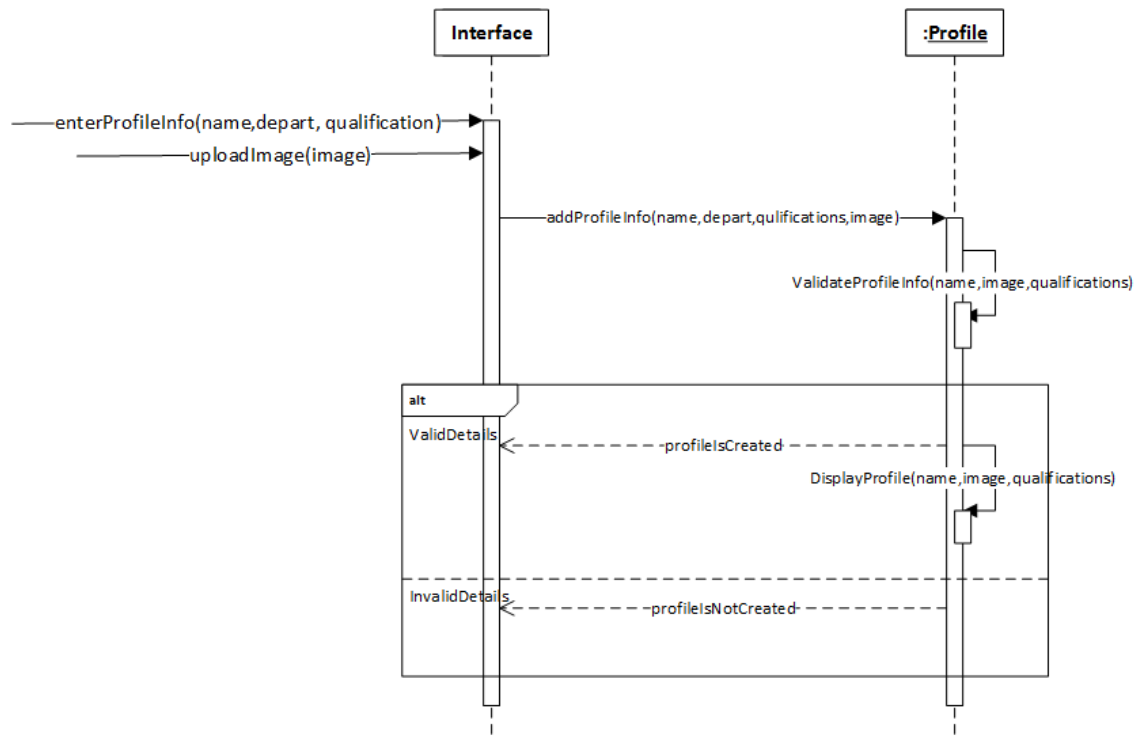 Interface
:Profile
enterProfileInfo(name,depart, qualification)
uploadImage(image)
addProfileInfo(name,depart,qulifications,image)
ValidateProfileInfo(name,image,qualifications)
alt
ValidDetails
profileIsCreated
DisplayProfile(name,image,qualifications)
InvalidDetails
profileIsNotCreated